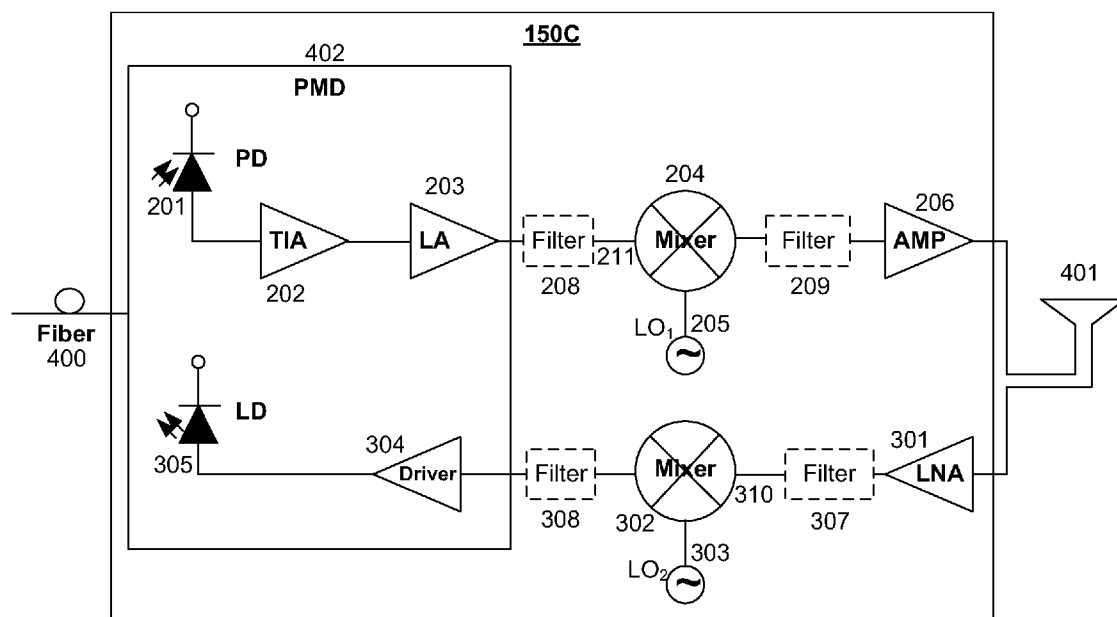 150C
402
PMD
PD
201
TIA
202
203
LA
Filter
208
211
204
Mixer
LO1
205
~
Filter
209
206
AMP
401
Fiber
400
LD
305
304
Driver
Filter
308
Mixer
302
310
LO2
303
~
Filter
307
301
LNA